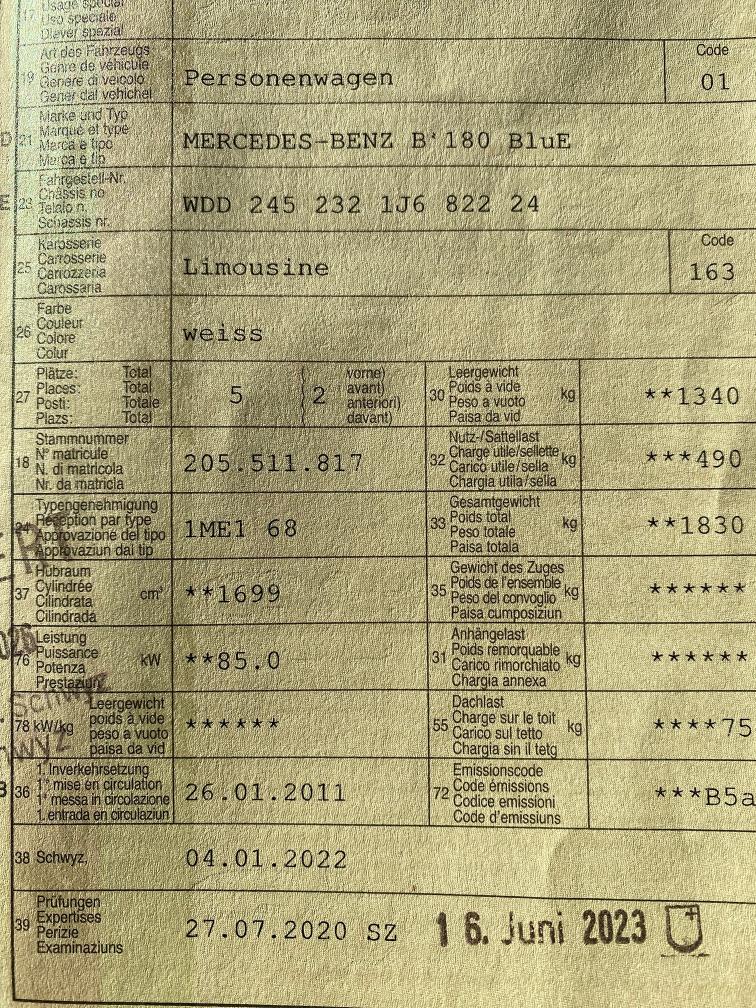 17 Usage spécial
Uso speciale
Diever spezial
19 Art des Fahrzeugs
Genre de véhicule
Genere di veicolo
Gener dal vehichel
Personenwagen
Code
01
D
21 Marke und Typ
Marque et type
Marca e tipo
Marca e tip
MERCEDES-BENZ B'180 BluE
E
23 Fahrgestell-Nr.
Châssis no
Telaio n.
Schassis nr.
WDD 245 232 1J6 822 24
25 Karosserie
Carrosserie
Carrozzeria
Carossaria
Limousine
Code
163
26 Farbe
Couleur
Colore
Colur
weiss
27 Plätze: Total
Places: Total
Posti: Totale
Plazs: Total
5 ( 2 vorne)
avant)
anteriori)
davant)
30 Leergewicht
Poids à vide
Peso a vuoto
Paisa da vid
kg
**1340
18 Stammnummer
N° matricule
N. di matricola
Nr. da matricla
205.511.817
32 Nutz-/Sattellast
Charge utile/sellette
Carico utile/sella
Chargia utila/sella
kg
***490
24 Typengenehmigung
Réception par type
Approvazione del tipo
Approvaziun dal tip
1ME1 68
33 Gesamtgewicht
Poids total
Peso totale
Paisa totala
kg
**1830
37 Hubraum
Cylindrée
Cilindrata
Cilindrada
cm³
**1699
35 Gewicht des Zuges
Poids de l'ensemble
Peso del convoglio
Paisa cumposiziun
kg
******
76 Leistung
Puissance
Potenza
Prestaziun
kW
**85.0
31 Anhängelast
Poids remorquable
Carico rimorchiato
Chargia annexa
kg
******
78 kW/kg Leergewicht
poids à vide
peso a vuoto
paisa da vid
******
55 Dachlast
Charge sur le toit
Carico sul tetto
Chargia sin il tetg
kg
****75
36 1. Inverkehrsetzung
1re mise en circulation
1a messa in circolazione
1. entrada en circulaziun
26.01.2011
72 Emissionscode
Code émissions
Codice emissioni
Code d'emissiuns
***B5a
38 Schwyz,
04.01.2022
39 Prüfungen
Expertises
Perizie
Examinaziuns
27.07.2020 SZ
16. Juni 2023